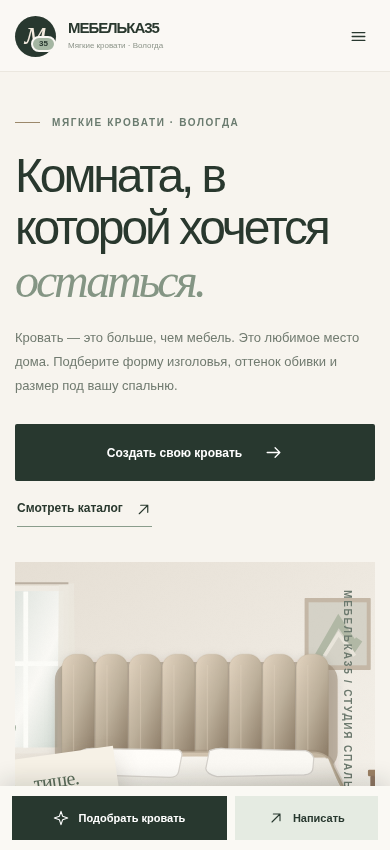 М
35
МЕБЕЛЬКА35
Мягкие кровати · Вологда
МЯГКИЕ КРОВАТИ · ВОЛОГДА
Комната, в
которой хочется
остаться.
Кровать — это больше, чем мебель. Это любимое место
дома. Подберите форму изголовья, оттенок обивки и
размер под вашу спальню.
Создать свою кровать
Смотреть каталог
МЕБЕЛЬКА35 / СТУДИЯ СПАЛЬ
тише.
Подобрать кровать
Написать